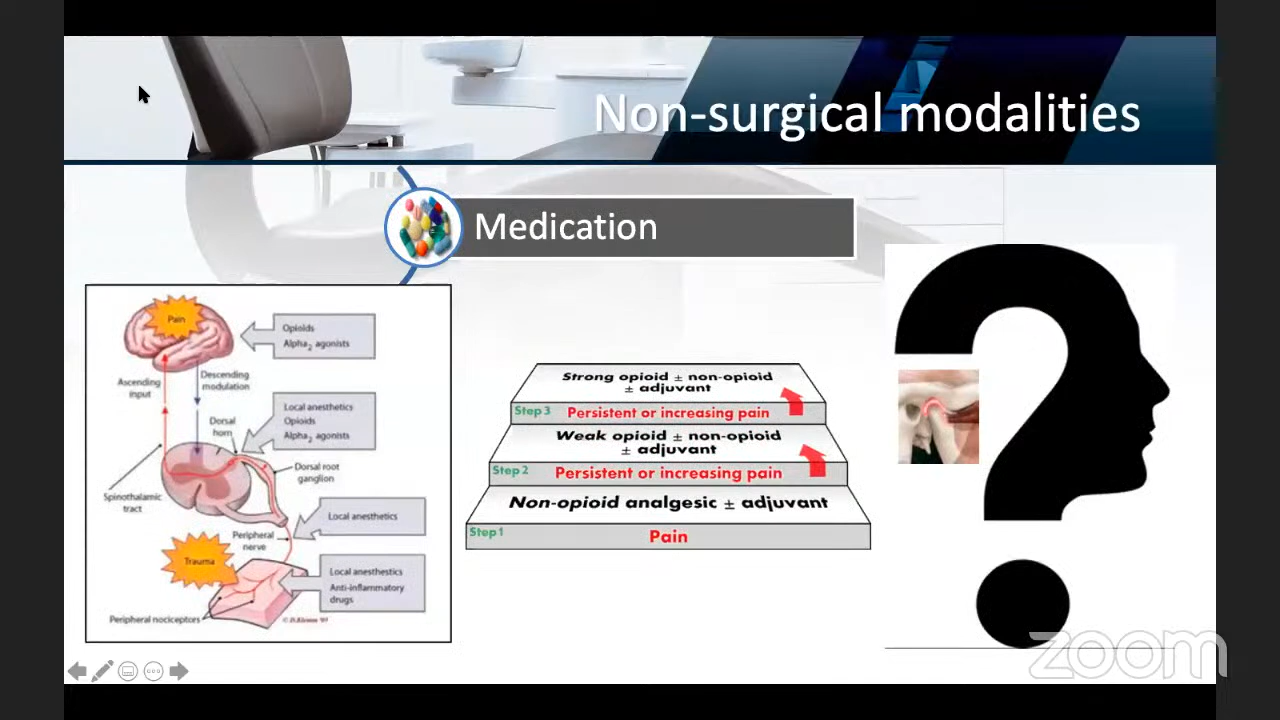 Non-surgical modalities
Medication
Pain
Opioids
Alpha2 agonists
Ascending
input
Descending
modulation
Local anesthetics
Opioids
Alpha2 agonists
Dorsal
horn
Dorsal root
ganglion
Spinothalamic
tract
Local anesthetics
Peripheral
nerve
Trauma
Local anesthestics
Anti-inflammatory
drugs
Peripheral nociceptors
Strong opioid ± non-opioid
± adjuvant
Step 3 Persistent or increasing pain
Weak opioid ± non-opioid
± adjuvant
Step 2 Persistent or increasing pain
Non-opioid analgesic ± adjuvant
Step 1 Pain
?
zoom